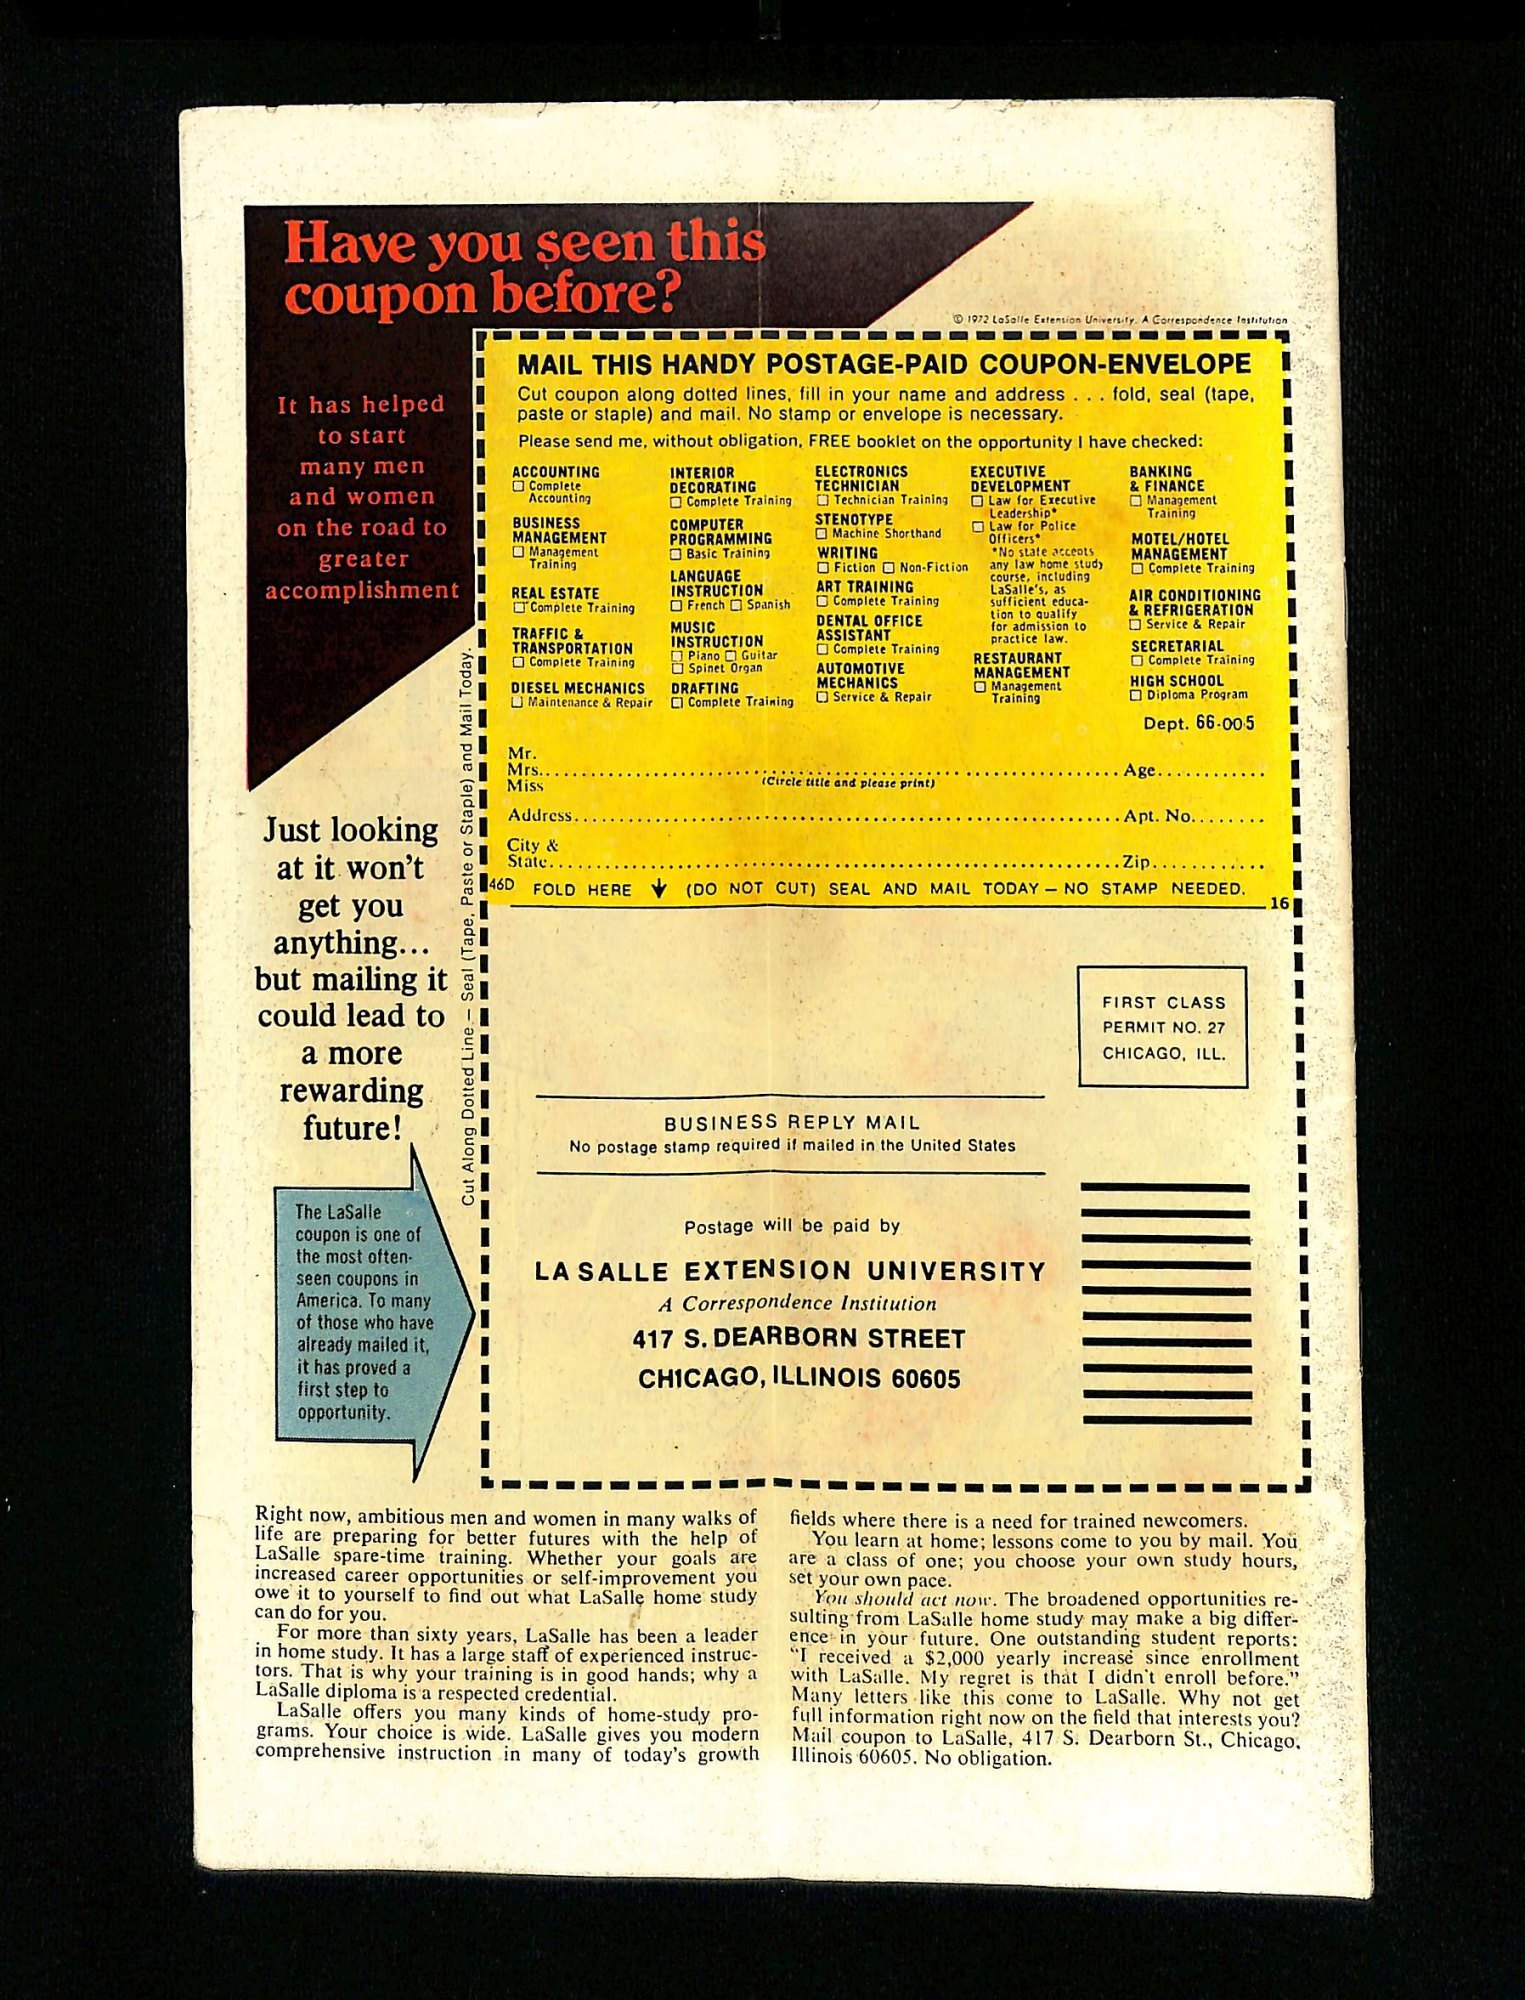 Have you seen this
coupon before?
© 1972 LaSalle Extension University. A Correspondence Institution
It has helped
to start
many men
and women
on the road to
greater
accomplishment
MAIL THIS HANDY POSTAGE-PAID COUPON-ENVELOPE
Cut coupon along dotted lines, fill in your name and address . . . fold, seal (tape,
paste or staple) and mail. No stamp or envelope is necessary.
Please send me, without obligation, FREE booklet on the opportunity I have checked:
ACCOUNTING
☐ Complete
Accounting
BUSINESS
MANAGEMENT
☐ Management
Training
REAL ESTATE
☐ Complete Training
TRAFFIC &
TRANSPORTATION
☐ Complete Training
DIESEL MECHANICS
☐ Maintenance & Repair
INTERIOR
DECORATING
☐ Complete Training
COMPUTER
PROGRAMMING
☐ Basic Training
LANGUAGE
INSTRUCTION
☐ French ☐ Spanish
MUSIC
INSTRUCTION
☐ Piano ☐ Guitar
☐ Spinet Organ
DRAFTING
☐ Complete Training
ELECTRONICS
TECHNICIAN
☐ Technician Training
STENOTYPE
☐ Machine Shorthand
WRITING
☐ Fiction ☐ Non-Fiction
ART TRAINING
☐ Complete Training
DENTAL OFFICE
ASSISTANT
☐ Complete Training
AUTOMOTIVE
MECHANICS
☐ Service & Repair
EXECUTIVE
DEVELOPMENT
☐ Law for Executive
Leadership*
☐ Law for Police
Officers*
*No state accepts
any law home study
course, including
LaSalle's, as
sufficient educa-
tion to qualify
for admission to
practice law.
RESTAURANT
MANAGEMENT
☐ Management
Training
BANKING
& FINANCE
☐ Management
Training
MOTEL/HOTEL
MANAGEMENT
☐ Complete Training
AIR CONDITIONING
& REFRIGERATION
☐ Service & Repair
SECRETARIAL
☐ Complete Training
HIGH SCHOOL
☐ Diploma Program
Dept. 66-005
Mr.
Mrs. Age
Miss (Circle title and please print)
Address Apt. No.
City &
State Zip
46D FOLD HERE ↓ (DO NOT CUT) SEAL AND MAIL TODAY — NO STAMP NEEDED.
16
Cut Along Dotted Line — Seal (Tape, Paste or Staple) and Mail Today.
Just looking
at it won't
get you
anything...
but mailing it
could lead to
a more
rewarding
future!
FIRST CLASS
PERMIT NO. 27
CHICAGO, ILL.
BUSINESS REPLY MAIL
No postage stamp required if mailed in the United States
Postage will be paid by
LA SALLE EXTENSION UNIVERSITY
A Correspondence Institution
417 S. DEARBORN STREET
CHICAGO, ILLINOIS 60605
The LaSalle
coupon is one of
the most often-
seen coupons in
America. To many
of those who have
already mailed it,
it has proved a
first step to
opportunity.
Right now, ambitious men and women in many walks of
life are preparing for better futures with the help of
LaSalle spare-time training. Whether your goals are
increased career opportunities or self-improvement you
owe it to yourself to find out what LaSalle home study
can do for you.
For more than sixty years, LaSalle has been a leader
in home study. It has a large staff of experienced instruc-
tors. That is why your training is in good hands; why a
LaSalle diploma is a respected credential.
LaSalle offers you many kinds of home-study pro-
grams. Your choice is wide. LaSalle gives you modern
comprehensive instruction in many of today's growth
fields where there is a need for trained newcomers.
You learn at home; lessons come to you by mail. You
are a class of one; you choose your own study hours,
set your own pace.
You should act now. The broadened opportunities re-
sulting from LaSalle home study may make a big differ-
ence in your future. One outstanding student reports:
"I received a $2,000 yearly increase since enrollment
with LaSalle. My regret is that I didn't enroll before."
Many letters like this come to LaSalle. Why not get
full information right now on the field that interests you?
Mail coupon to LaSalle, 417 S. Dearborn St., Chicago,
Illinois 60605. No obligation.